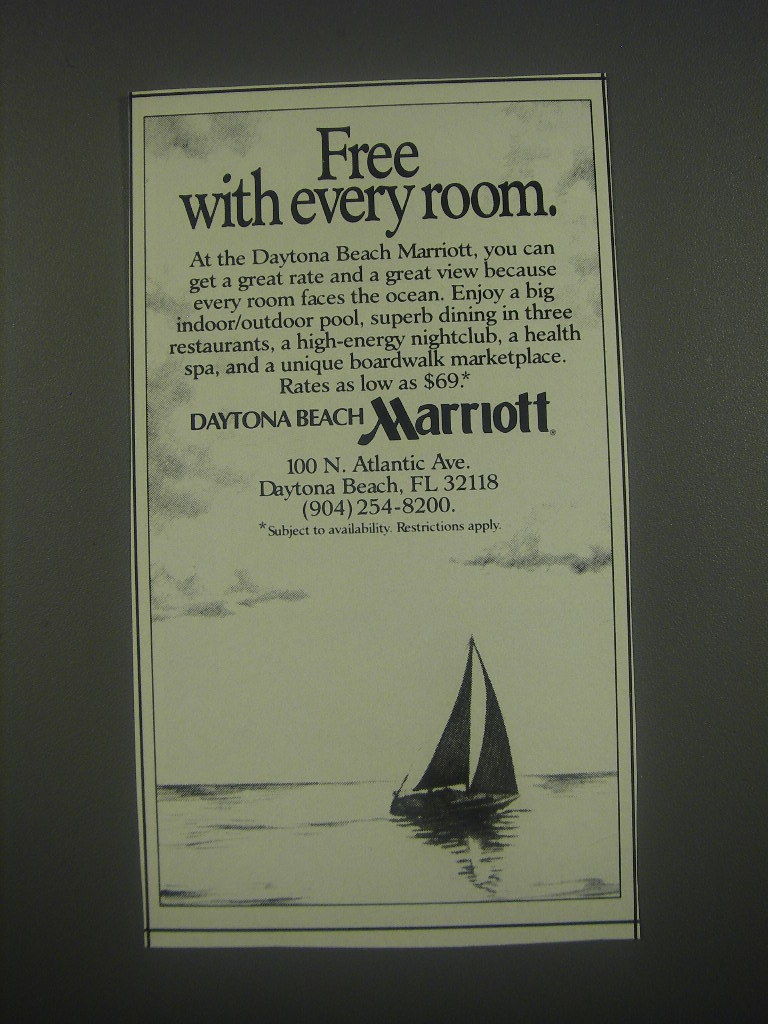 Free
with every room.
At the Daytona Beach Marriott, you can
get a great rate and a great view because
every room faces the ocean. Enjoy a big
indoor/outdoor pool, superb dining in three
restaurants, a high-energy nightclub, a health
spa, and a unique boardwalk marketplace.
Rates as low as $69.*
DAYTONA BEACH Marriott®
100 N. Atlantic Ave.
Daytona Beach, FL 32118
(904) 254-8200.
*Subject to availability. Restrictions apply.